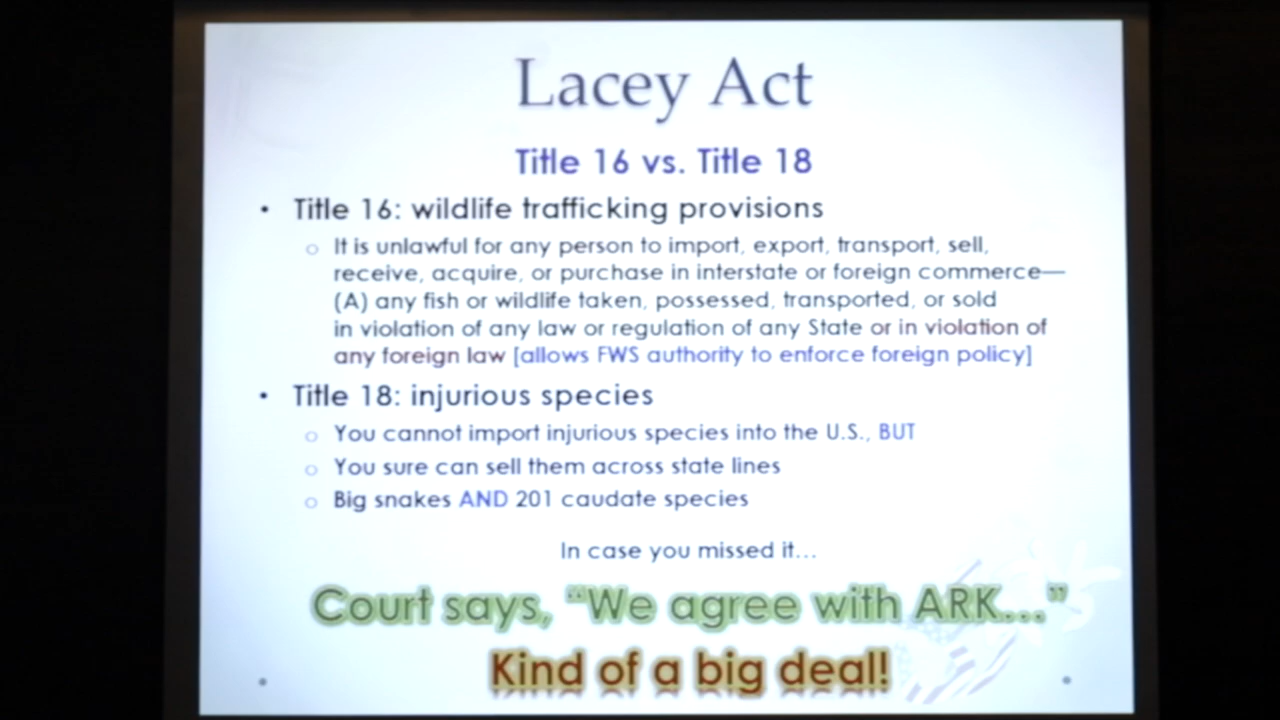 Lacey Act
Title 16 vs. Title 18
• Title 16: wildlife trafficking provisions
o It is unlawful for any person to import, export, transport, sell,
receive, acquire, or purchase in interstate or foreign commerce—
(A) any fish or wildlife taken, possessed, transported, or sold
in violation of any law or regulation of any State or in violation of
any foreign law [allows FWS authority to enforce foreign policy]
• Title 18: injurious species
o You cannot import injurious species into the U.S., BUT
o You sure can sell them across state lines
o Big snakes AND 201 caudate species
In case you missed it...
Court says, “We agree with ARK...”
Kind of a big deal!